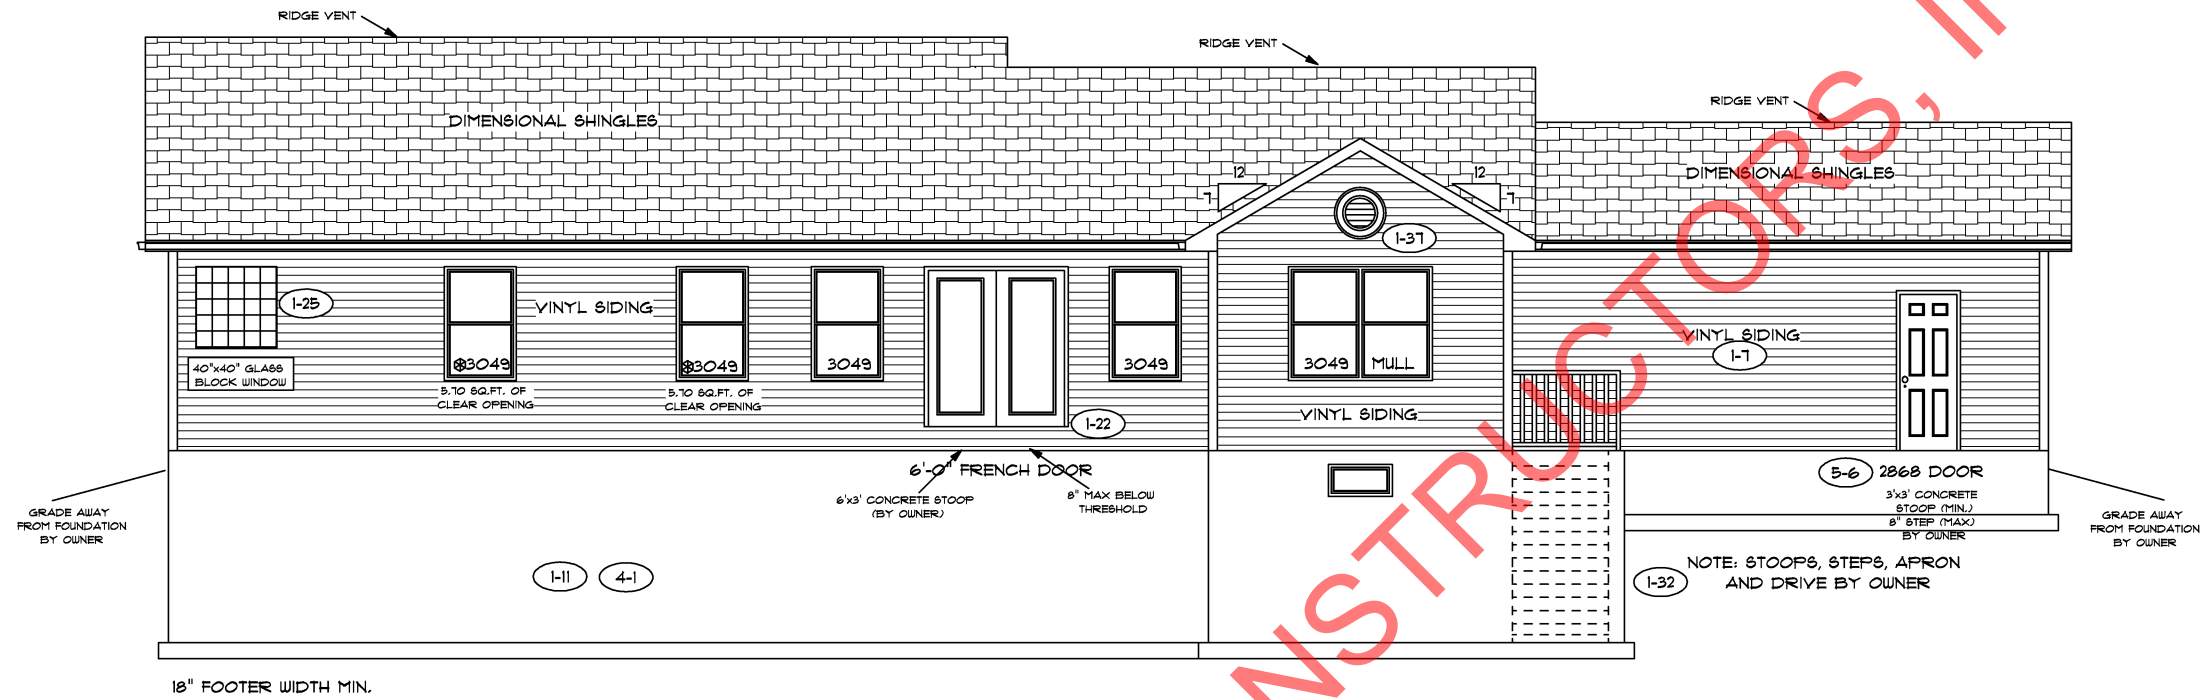 RIDGE VENT
RIDGE VENT
RIDGE VENT
DIMENSIONAL SHINGLES
DIMENSIONAL SHINGLES
12
7
12
7
1-37
1-25
VINYL SIDING
VINYL SIDING
1-7
40"x40" GLASS
BLOCK WINDOW
3049
5.70 SQ.FT. OF
CLEAR OPENING
3049
5.70 SQ.FT. OF
CLEAR OPENING
3049
3049
3049
MULL
VINYL SIDING
1-22
6'-0" FRENCH DOOR
6'x3' CONCRETE STOOP
(BY OWNER)
8" MAX BELOW
THRESHOLD
5-6
2868 DOOR
3'x3' CONCRETE
STOOP (MIN.)
8" STEP (MAX)
BY OWNER
GRADE AWAY
FROM FOUNDATION
BY OWNER
GRADE AWAY
FROM FOUNDATION
BY OWNER
1-11
4-1
1-32
NOTE: STOOPS, STEPS, APRON
AND DRIVE BY OWNER
18" FOOTER WIDTH MIN.
NSTRUCTORS, I